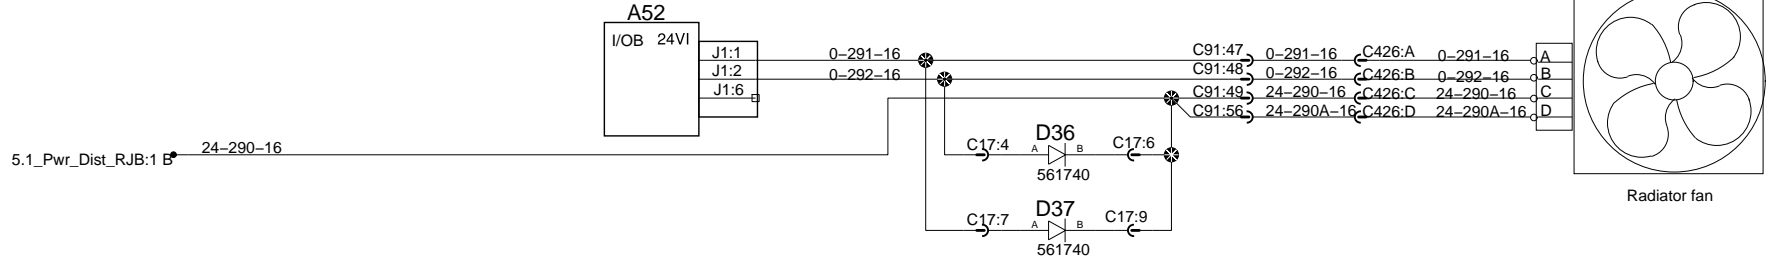 A52
I/OB 24VI
J1:1 0-291-16 C91:47 0-291-16 C426:A 0-291-16 A
J1:2 0-292-16 C91:48 0-292-16 C426:B 0-292-16 B
J1:6 C91:49 24-290-16 C426:C 24-290-16 C
C91:56 24-290A-16 C426:D 24-290A-16 D
D36
C17:4 A B C17:6
561740
5.1_Pwr_Dist_RJB:1 B 24-290-16
Radiator fan
D37
C17:7 A B C17:9
561740